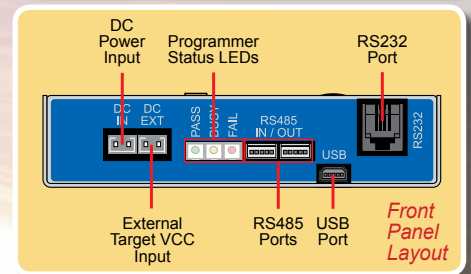 DC
Power
Input
Programmer
Status LEDs
RS232
Port
DC
IN
DC
EXT
PASS
BUSY
FAIL
RS485
IN / OUT
USB
RS232
External
Target VCC
Input
RS485
Ports
USB
Port
Front
Panel
Layout